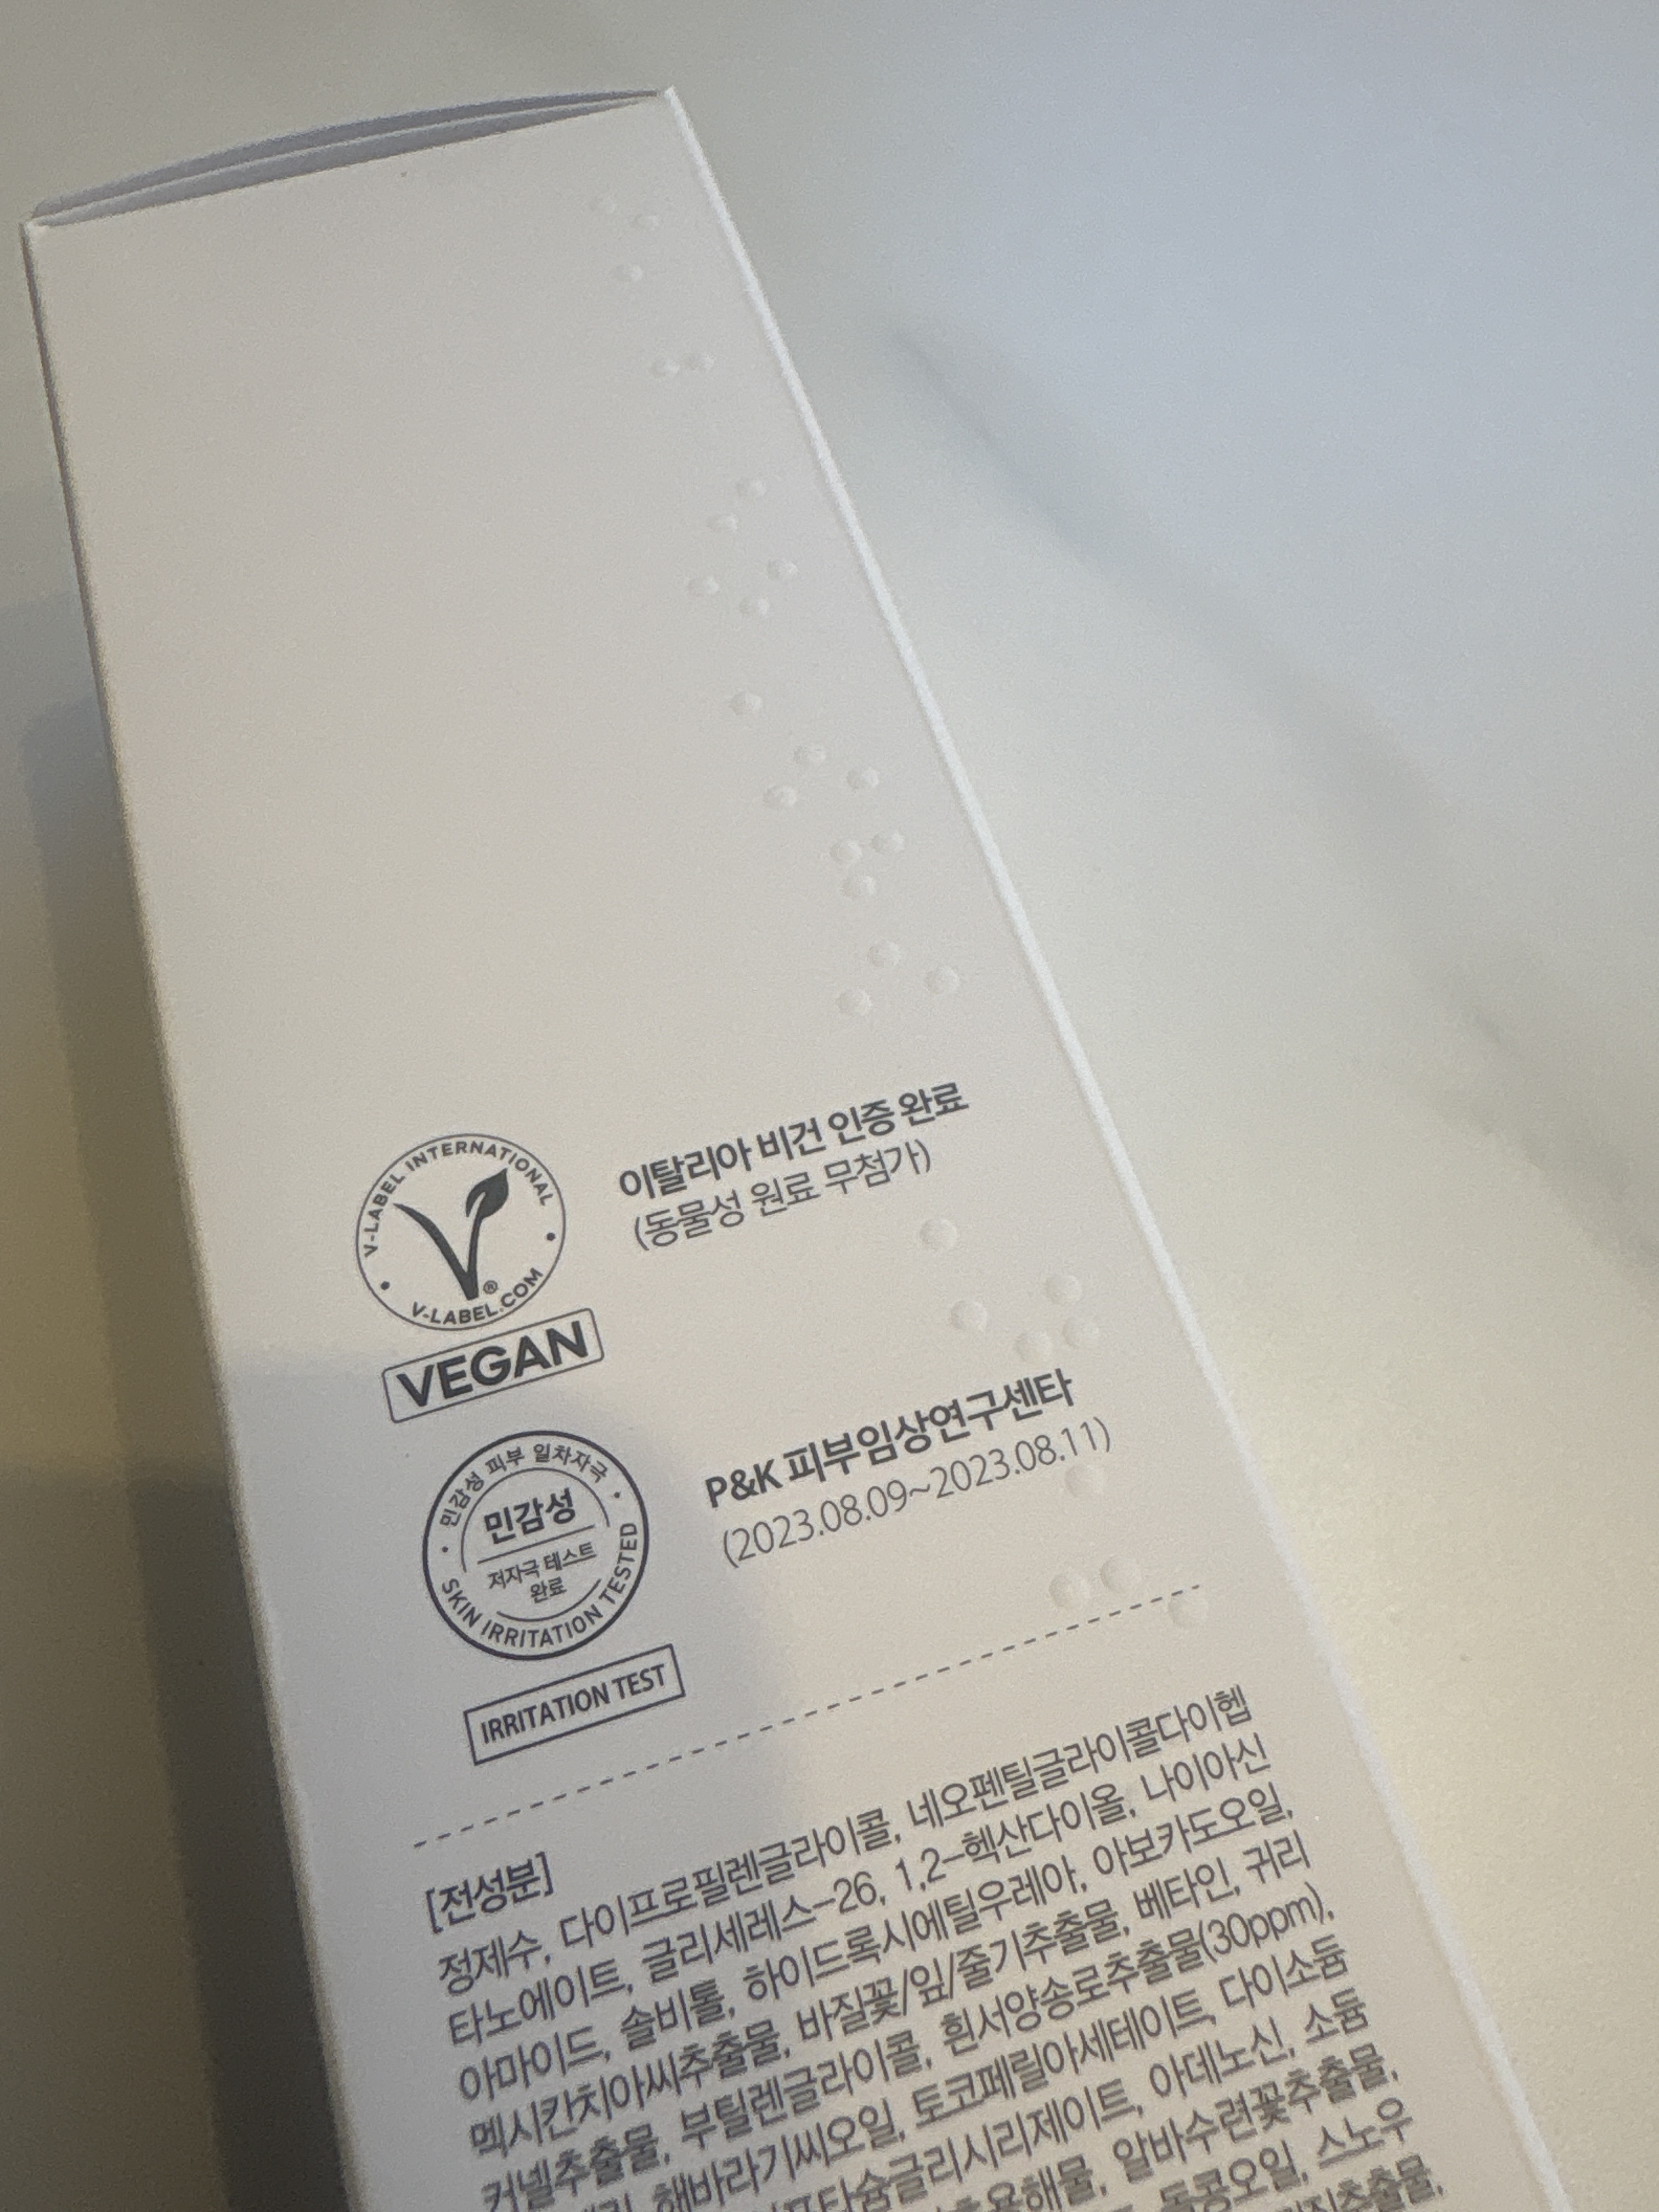 V-LABEL INTERNATIONAL
V-LABEL.COM
®
VEGAN
이탈리아 비건 인증 완료
(동물성 원료 무첨가)
민감성 피부 일차자극
민감성
저자극 테스트
완료
SKIN IRRITATION TESTED
IRRITATION TEST
P&K 피부임상연구센타
(2023.08.09~2023.08.11)
[전성분]
정제수, 다이프로필렌글라이콜, 네오펜틸글라이콜다이헵
타노에이트, 글리세레스-26, 1,2-헥산다이올, 나이아신
아마이드, 솔비톨, 하이드록시에틸우레아, 아보카도오일,
멕시칸치아씨추출물, 바질꽃/잎/줄기추출물, 베타인, 귀리
커넬추출물, 부틸렌글라이콜, 흰서양송로추출물(30ppm),
해바라기씨오일, 토코페릴아세테이트, 다이소듐
글리시리제이트, 아데노신, 소듐
알바수련꽃추출물,
스노우